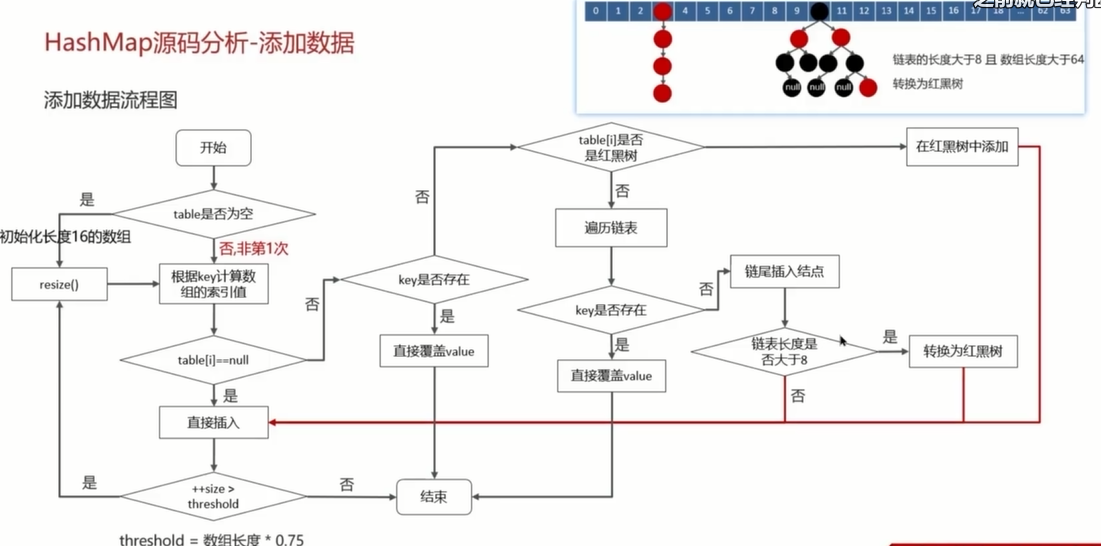 HashMap源码分析-添加数据
添加数据流程图
0 1 2 4 5 6 7 8 9 11 12 13 14 15 16 17 18 ... 62 63
null null null
链表的长度大于8 且 数组长度大于64
转换为红黑树
开始
table是否为空
是
初始化长度16的数组
否,非第1次
resize()
根据key计算数
组的索引值
table[i]==null
否
是
直接插入
++size >
threshold
是
否
threshold = 数组长度 * 0.75
key是否存在
否
是
直接覆盖value
结束
table[i]是否
是红黑树
否
遍历链表
key是否存在
否
是
直接覆盖value
链尾插入结点
链表长度是
否大于8
是
否
转换为红黑树
在红黑树中添加